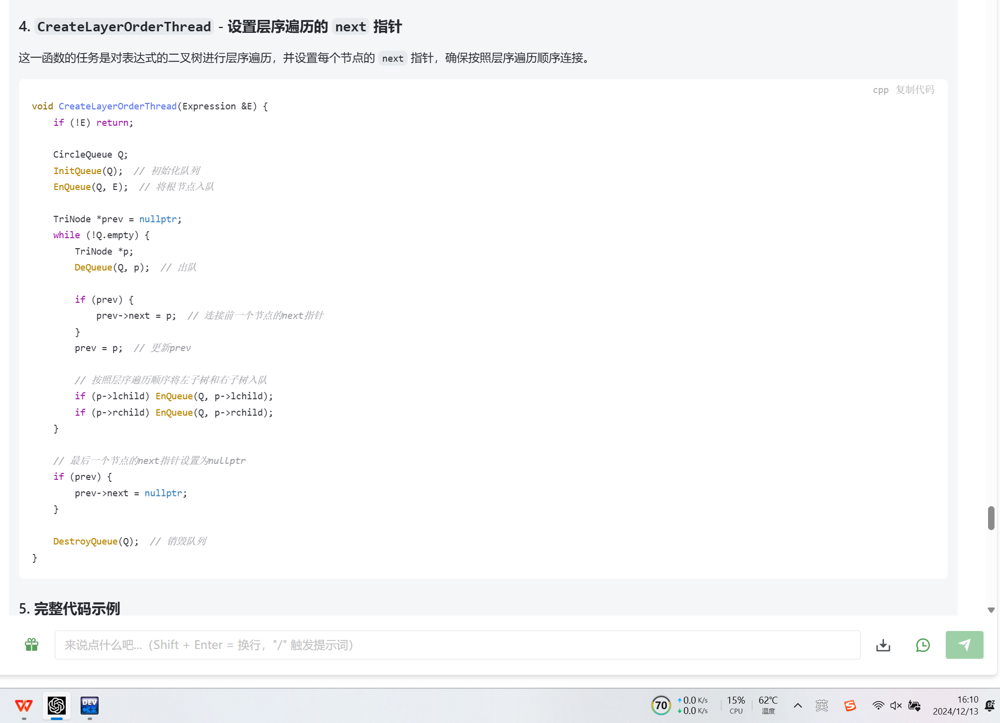 4. CreateLayerOrderThread - 设置层序遍历的 next 指针
这一函数的任务是对表达式的二叉树进行层序遍历，并设置每个节点的 next 指针，确保按照层序遍历顺序连接。
cpp 复制代码
void CreateLayerOrderThread(Expression &E) {
    if (!E) return;

    CircleQueue Q;
    InitQueue(Q);  // 初始化队列
    EnQueue(Q, E);  // 将根节点入队

    TriNode *prev = nullptr;
    while (!Q.empty) {
        TriNode *p;
        DeQueue(Q, p);  // 出队

        if (prev) {
            prev->next = p;  // 连接前一个节点的next指针
        }
        prev = p;  // 更新prev

        // 按照层序遍历顺序将左子树和右子树入队
        if (p->lchild) EnQueue(Q, p->lchild);
        if (p->rchild) EnQueue(Q, p->rchild);
    }

    // 最后一个节点的next指针设置为nullptr
    if (prev) {
        prev->next = nullptr;
    }

    DestroyQueue(Q);  // 销毁队列
}
5. 完整代码示例
来说点什么吧...（Shift + Enter = 换行，"/" 触发提示词）
DEV C++
70
0.0 K/s
0.0 K/s
15%
CPU
62℃
温度
英
16:10
2024/12/13